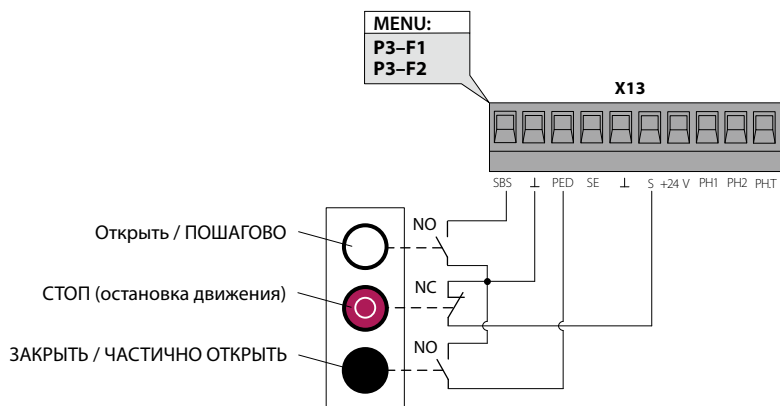 MENU:
P3–F1
P3–F2
X13
SBS ⊥ PED SE ⊥ S +24 V PH1 PH2 PH.T
Открыть / ПОШАГОВО
NO
СТОП (остановка движения)
NC
ЗАКРЫТЬ / ЧАСТИЧНО ОТКРЫТЬ
NO